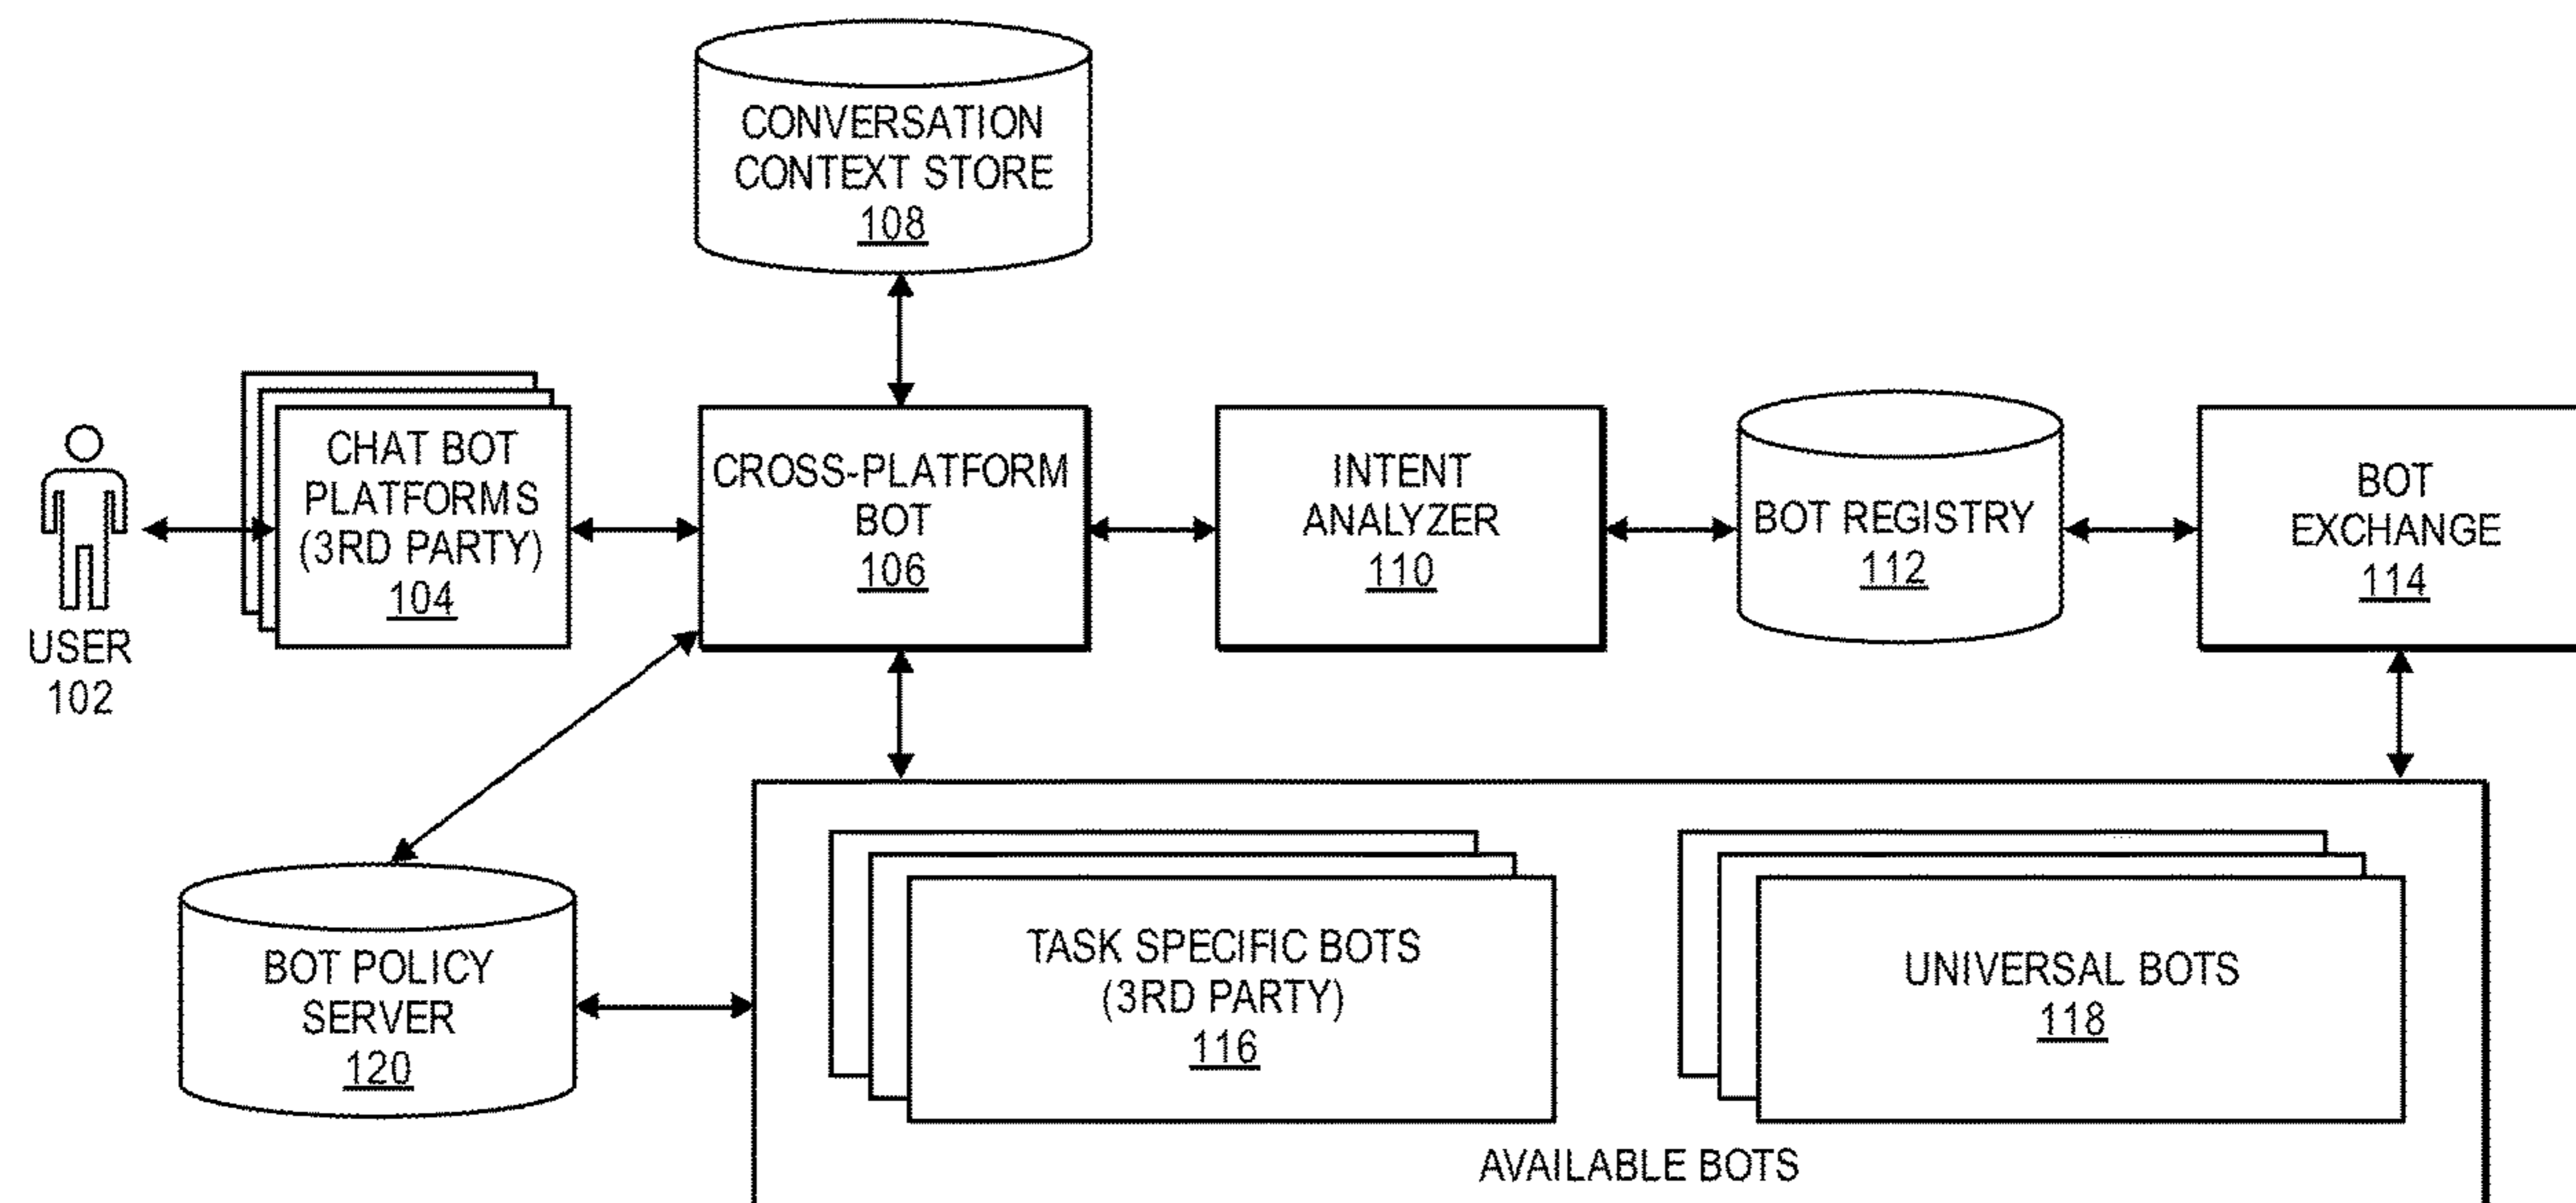 CONVERSATION
CONTEXT STORE
108
CHAT BOT
PLATFORMS
(3RD PARTY)
104
USER
102
CROSS-PLATFORM
BOT
106
INTENT
ANALYZER
110
BOT REGISTRY
112
BOT
EXCHANGE
114
BOT POLICY
SERVER
120
TASK SPECIFIC BOTS
(3RD PARTY)
116
UNIVERSAL BOTS
118
AVAILABLE BOTS